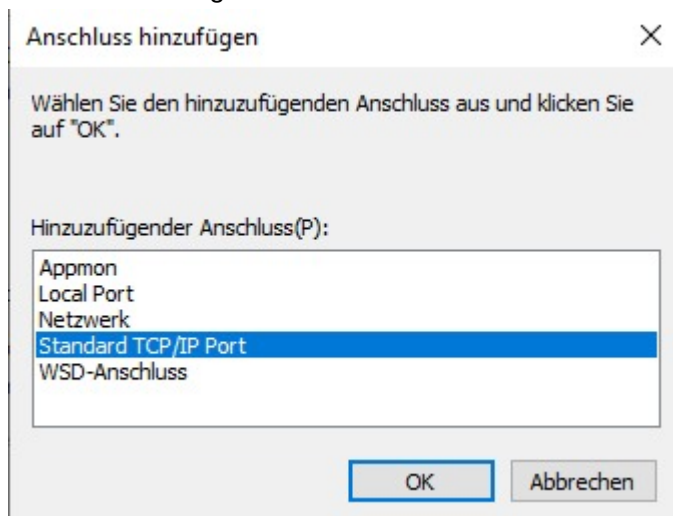 Anschluss hinzufügen
Wählen Sie den hinzuzufügenden Anschluss aus und klicken Sie
auf "OK".
Hinzuzufügender Anschluss(P):
Appmon
Local Port
Netzwerk
Standard TCP/IP Port
WSD-Anschluss
OK
Abbrechen